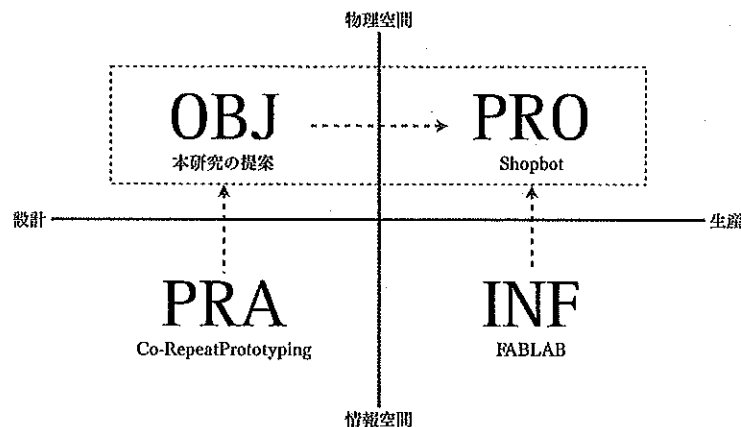 物理空間
OBJ
本研究の提案
PRO
Shopbot
設計
生産
PRA
Co-RepeatPrototyping
INF
FABLAB
情報空間